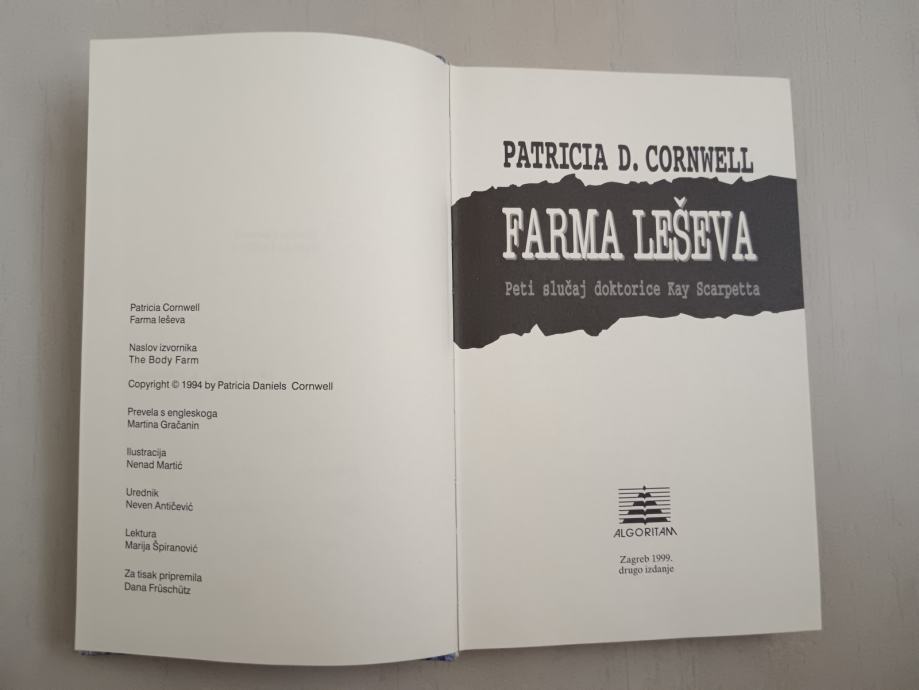 Patricia Cornwell
Farma leševa
Naslov izvornika
The Body Farm
Copyright © 1994 by Patricia Daniels Cornwell
Prevela s engleskoga
Martina Gračanin
Ilustracija
Nenad Martić
Urednik
Neven Antičević
Lektura
Marija Špiranović
Za tisak pripremila
Dana Früschütz
PATRICIA D. CORNWELL
FARMA LEŠEVA
Peti slučaj doktorice Kay Scarpetta
ALGORITAM
Zagreb 1999.
drugo izdanje